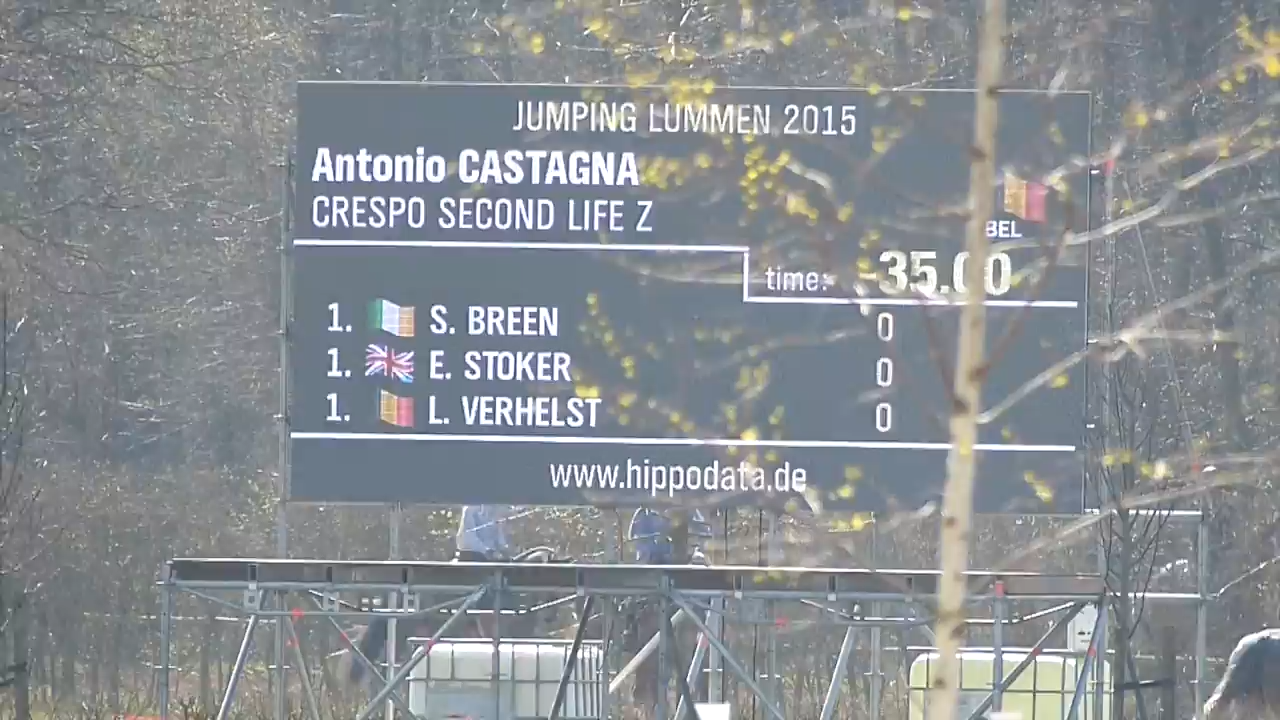 JUMPING LUMMEN 2015
Antonio CASTAGNA
CRESPO SECOND LIFE Z
BEL
time: -35.00
1. S. BREEN 0
1. E. STOKER 0
1. L. VERHELST 0
www.hippodata.de